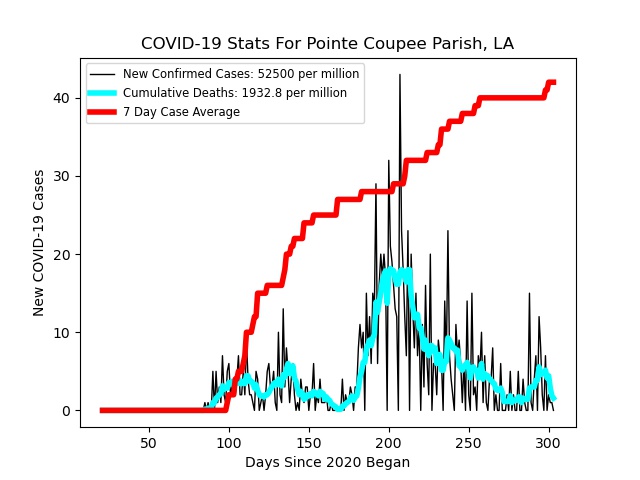 COVID-19 Stats For Pointe Coupee Parish, LA
New Confirmed Cases: 52500 per million
Cumulative Deaths: 1932.8 per million
7 Day Case Average
New COVID-19 Cases
40
30
20
10
0
50 100 150 200 250 300
Days Since 2020 Began